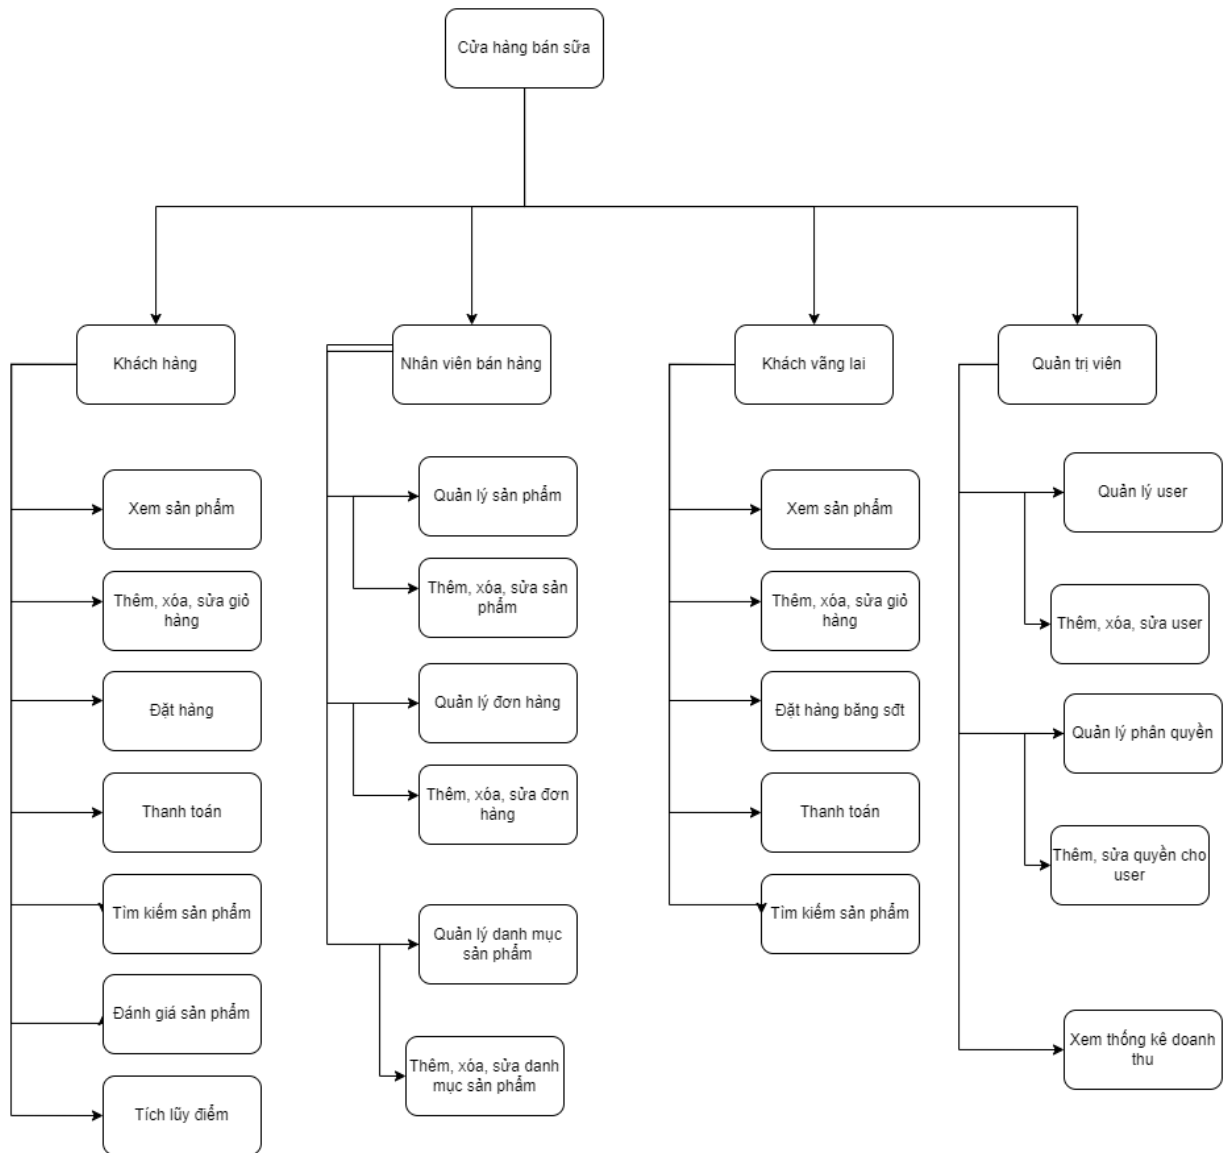 Cửa hàng bán sữa
Khách hàng
Nhân viên bán hàng
Khách vãng lai
Quản trị viên
Xem sản phẩm
Thêm, xóa, sửa giỏ
hàng
Đặt hàng
Thanh toán
Tìm kiếm sản phẩm
Đánh giá sản phẩm
Tích lũy điểm
Quản lý sản phẩm
Thêm, xóa, sửa sản
phẩm
Quản lý đơn hàng
Thêm, xóa, sửa đơn
hàng
Quản lý danh mục
sản phẩm
Thêm, xóa, sửa danh
mục sản phẩm
Xem sản phẩm
Thêm, xóa, sửa giỏ
hàng
Đặt hàng băng sđt
Thanh toán
Tìm kiếm sản phẩm
Quản lý user
Thêm, xóa, sửa user
Quản lý phân quyền
Thêm, sửa quyền cho
user
Xem thống kê doanh
thu